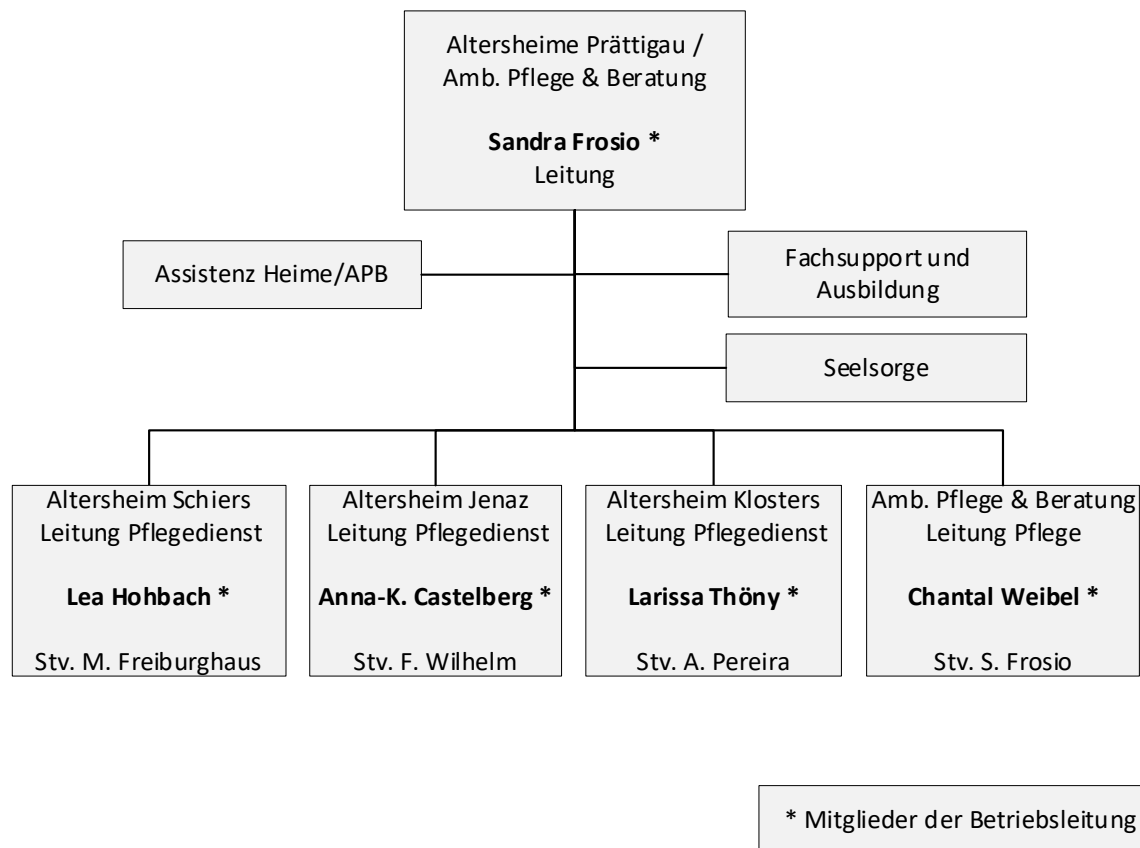 Altersheime Prättigau /
Amb. Pflege & Beratung
Sandra Frosio *
Leitung
Assistenz Heime/APB
Fachsupport und
Ausbildung
Seelsorge
Altersheim Schiers
Leitung Pflegedienst
Lea Hohbach *
Stv. M. Freiburghaus
Altersheim Jenaz
Leitung Pflegedienst
Anna-K. Castelberg *
Stv. F. Wilhelm
Altersheim Klosters
Leitung Pflegedienst
Larissa Thöny *
Stv. A. Pereira
Amb. Pflege & Beratung
Leitung Pflege
Chantal Weibel *
Stv. S. Frosio
* Mitglieder der Betriebsleitung